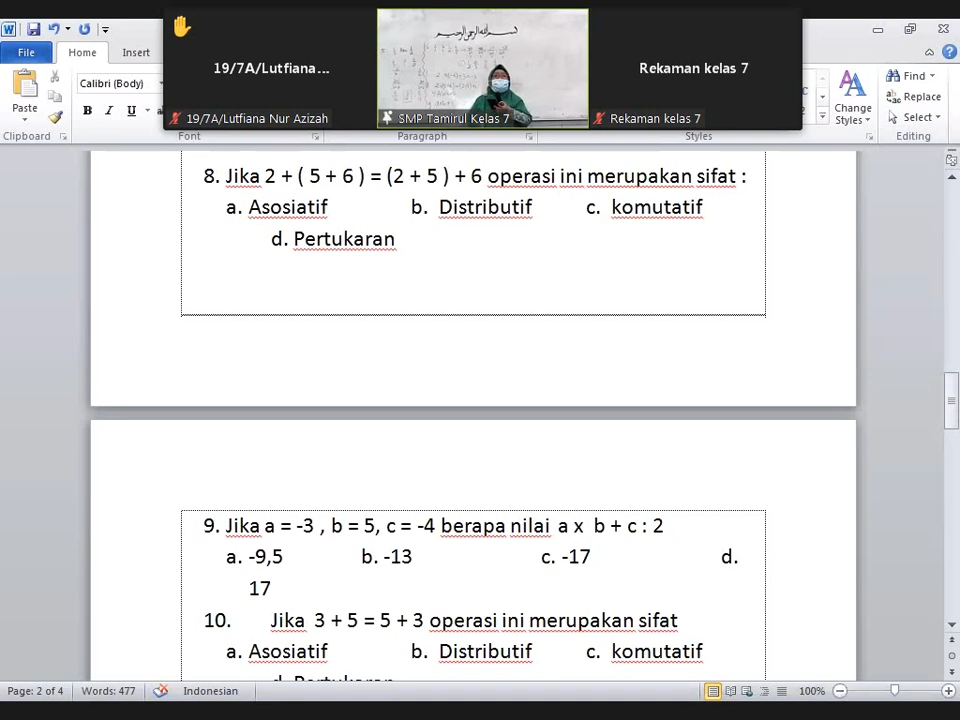 19/7A/Lutfiana...
Rekaman kelas 7
19/7A/Lutfiana Nur Azizah
SMP Tamirul Kelas 7
Rekaman kelas 7
File
Home
Insert
Calibri (Body)
Paste
B I U
Change
Styles
Find
Replace
Select
Clipboard
Font
Paragraph
Styles
Editing
8. Jika 2 + ( 5 + 6 ) = (2 + 5 ) + 6 operasi ini merupakan sifat :
a. Asosiatif b. Distributif c. komutatif
d. Pertukaran
9. Jika a = -3 , b = 5, c = -4 berapa nilai a x b + c : 2
a. -9,5 b. -13 c. -17 d.
17
10. Jika 3 + 5 = 5 + 3 operasi ini merupakan sifat
a. Asosiatif b. Distributif c. komutatif
d. Pertukaran
Page: 2 of 4 Words: 477 Indonesian 100%